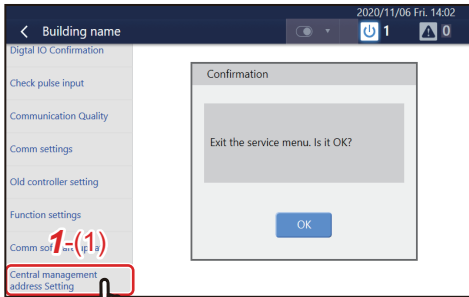 2020/11/06 Fri. 14:02
Building name
1
0
Digtal IO Confirmation
Check pulse input
Communication Quality
Comm settings
Old controller setting
Function settings
1-(1)
Comm software
Central management
address Setting
Confirmation
Exit the service menu. Is it OK?
OK